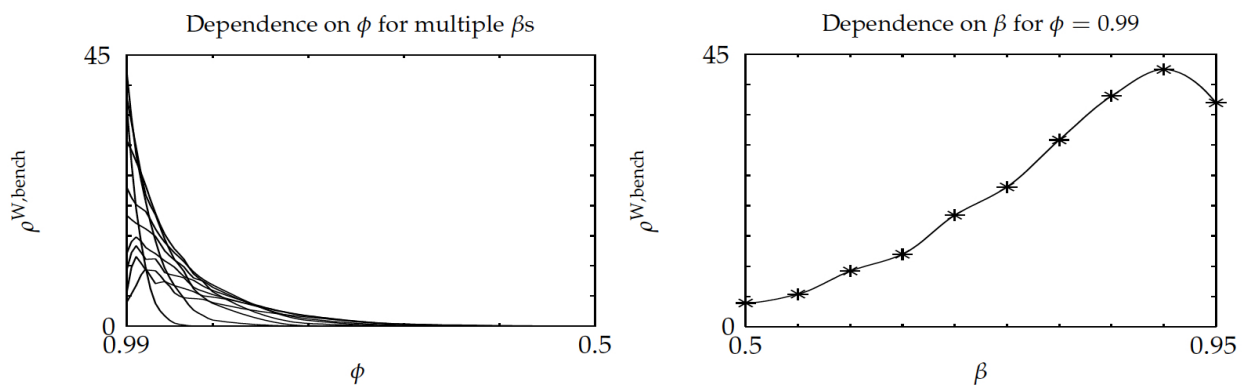 Dependence on ϕ for multiple βs
45
ρW,bench
0
0.99
0.5
ϕ
Dependence on β for ϕ = 0.99
45
ρW,bench
0
0.5
0.95
β